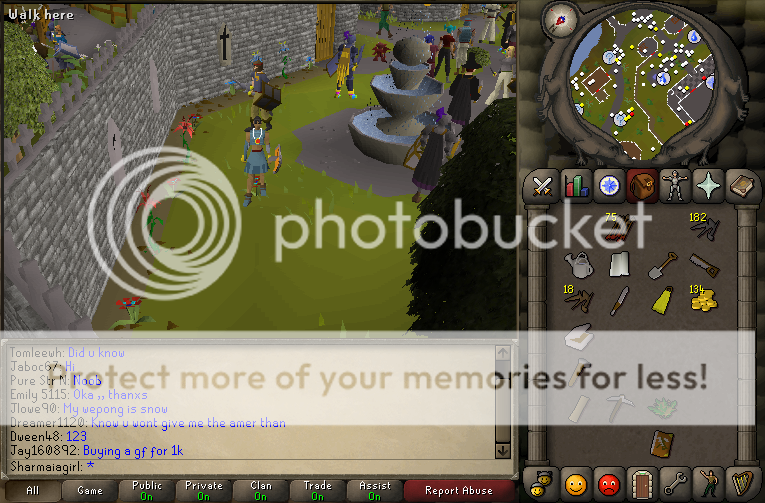 Walk here
75
182
18
134
photobucket
Protect more of your memories for less!
Tomleewh: Did u know
Jaboc67: Hi
Pure Str N: Noob
Emily 5115: Oka ,, thanxs
Jlowe90: My wepong is snow
Dreamer1120: Know u wont give me the amer than
Dween48: 123
Jay160892: Buying a gf for 1k
Sharmaiagirl: *
All
Game
Public
On
Private
On
Clan
On
Trade
On
Assist
On
Report Abuse